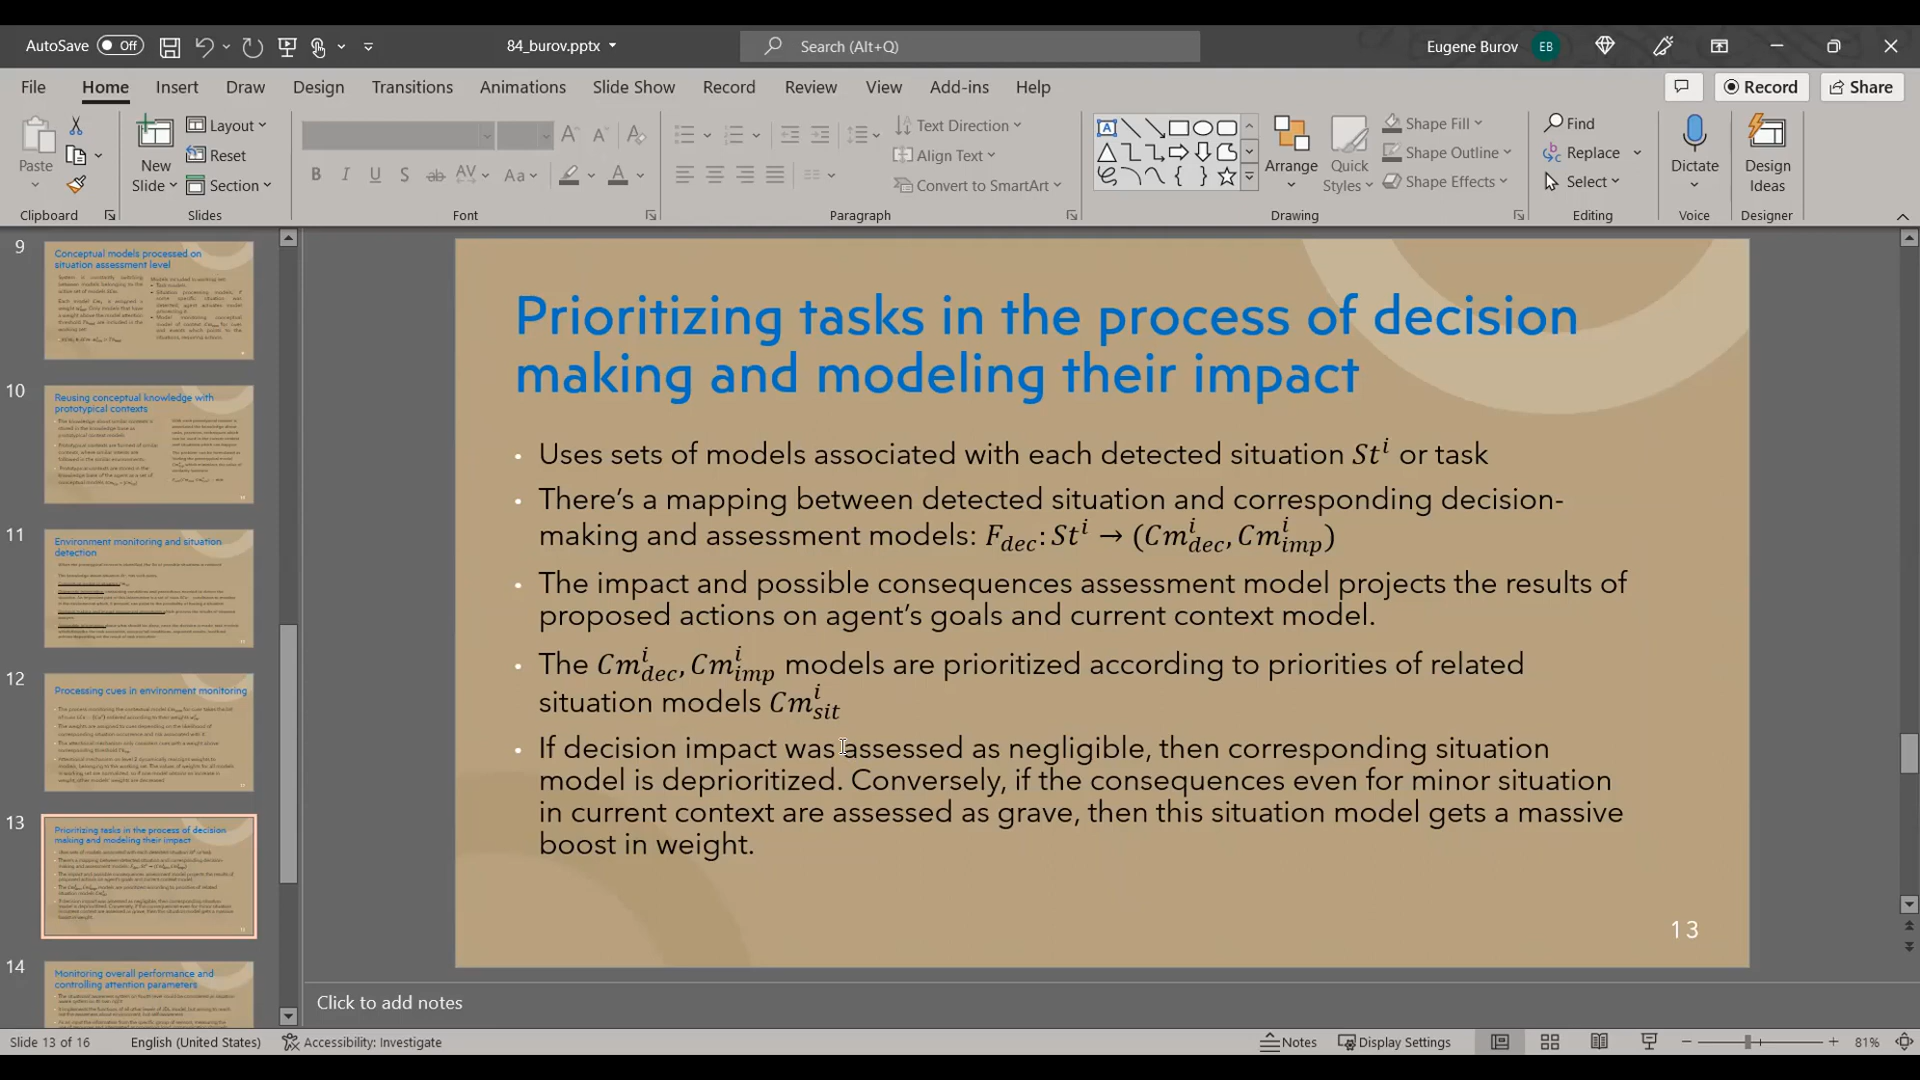 AutoSave Off 84_burov.pptx Search (Alt+Q) Eugene Burov EB
File Home Insert Draw Design Transitions Animations Slide Show Record Review View Add-ins Help Record Share
Paste New Slide Layout Reset Section
B I U S ab AV Aa A
Text Direction
Align Text
Convert to SmartArt
Arrange Quick Styles
Shape Fill
Shape Outline
Shape Effects
Find
Replace
Select
Dictate Design Ideas
Clipboard Slides Font Paragraph Drawing Editing Voice Designer
9
Conceptual models processed on
situation assessment level
10
Reusing conceptual knowledge with
prototypical contexts
11
Environment monitoring and situation
detection
12
Processing cues in environment monitoring
13
Prioritizing tasks in the process of decision
making and modeling their impact
14
Monitoring overall performance and
controlling attention parameters
Prioritizing tasks in the process of decision
making and modeling their impact
• Uses sets of models associated with each detected situation St^i or task
• There's a mapping between detected situation and corresponding decision-
making and assessment models: F_dec: St^i → (Cm^i_dec, Cm^i_imp)
• The impact and possible consequences assessment model projects the results of
proposed actions on agent's goals and current context model.
• The Cm^i_dec, Cm^i_imp models are prioritized according to priorities of related
situation models Cm^i_sit
• If decision impact was assessed as negligible, then corresponding situation
model is deprioritized. Conversely, if the consequences even for minor situation
in current context are assessed as grave, then this situation model gets a massive
boost in weight.
13
Click to add notes
Slide 13 of 16 English (United States) Accessibility: Investigate Notes Display Settings 81%